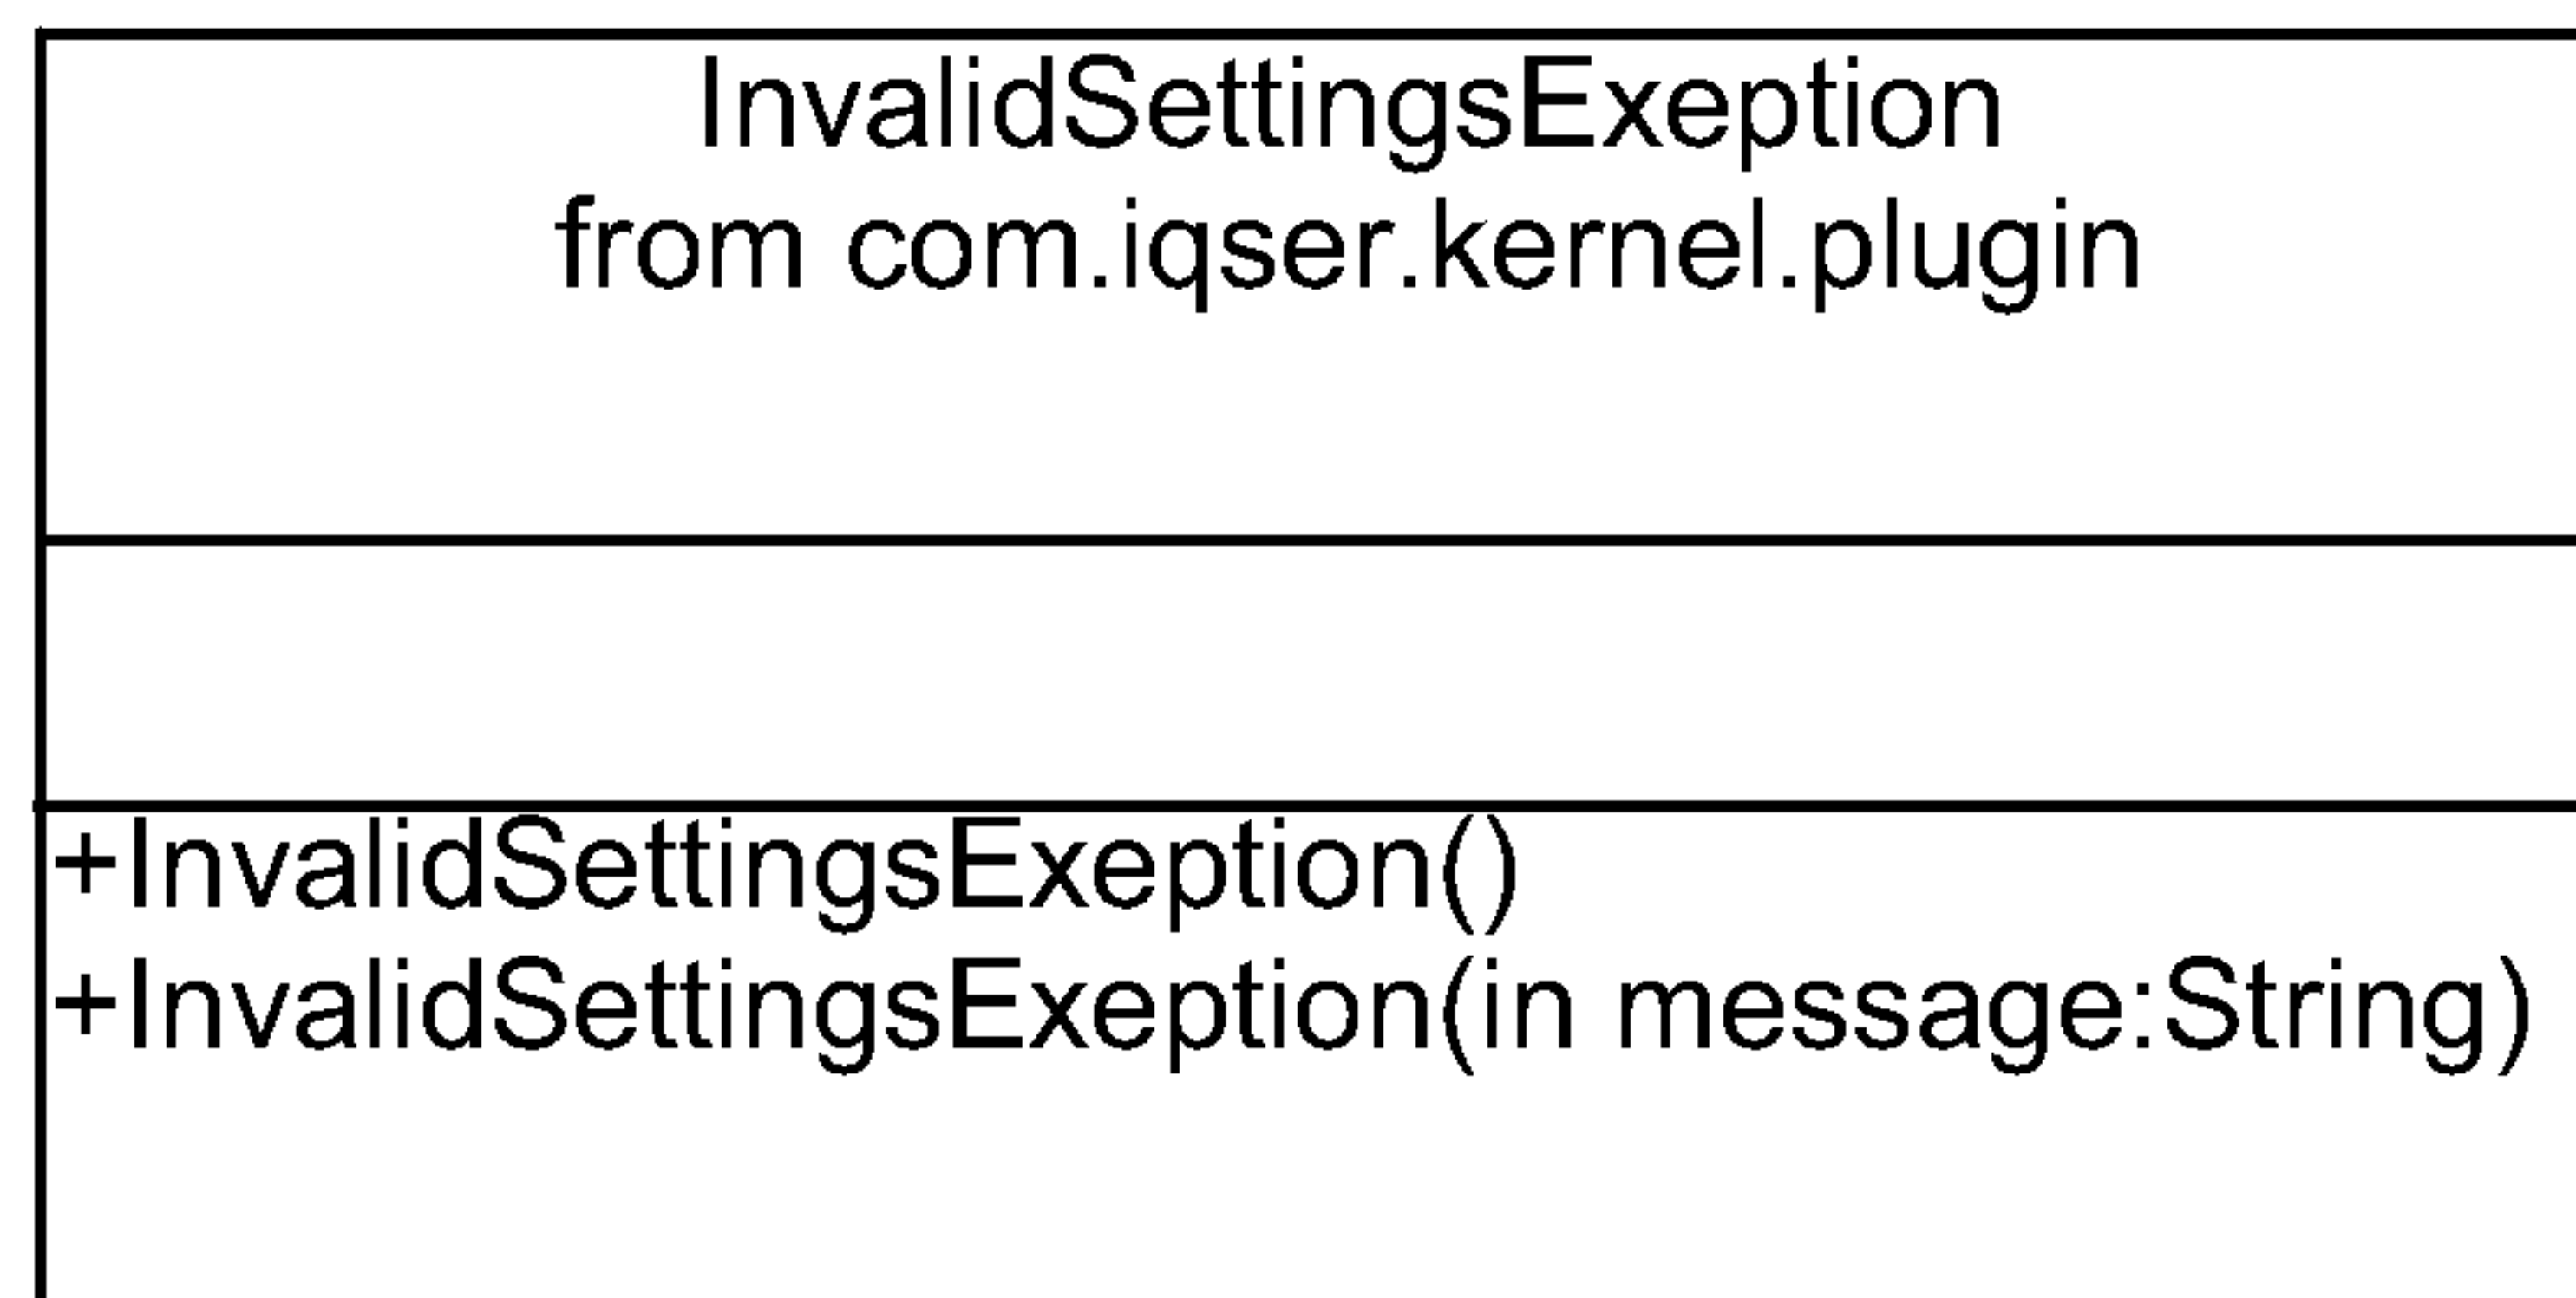 InvalidSettingsExeption
from com.iqser.kernel.plugin
+InvalidSettingsExeption()
+InvalidSettingsExeption(in message:String)